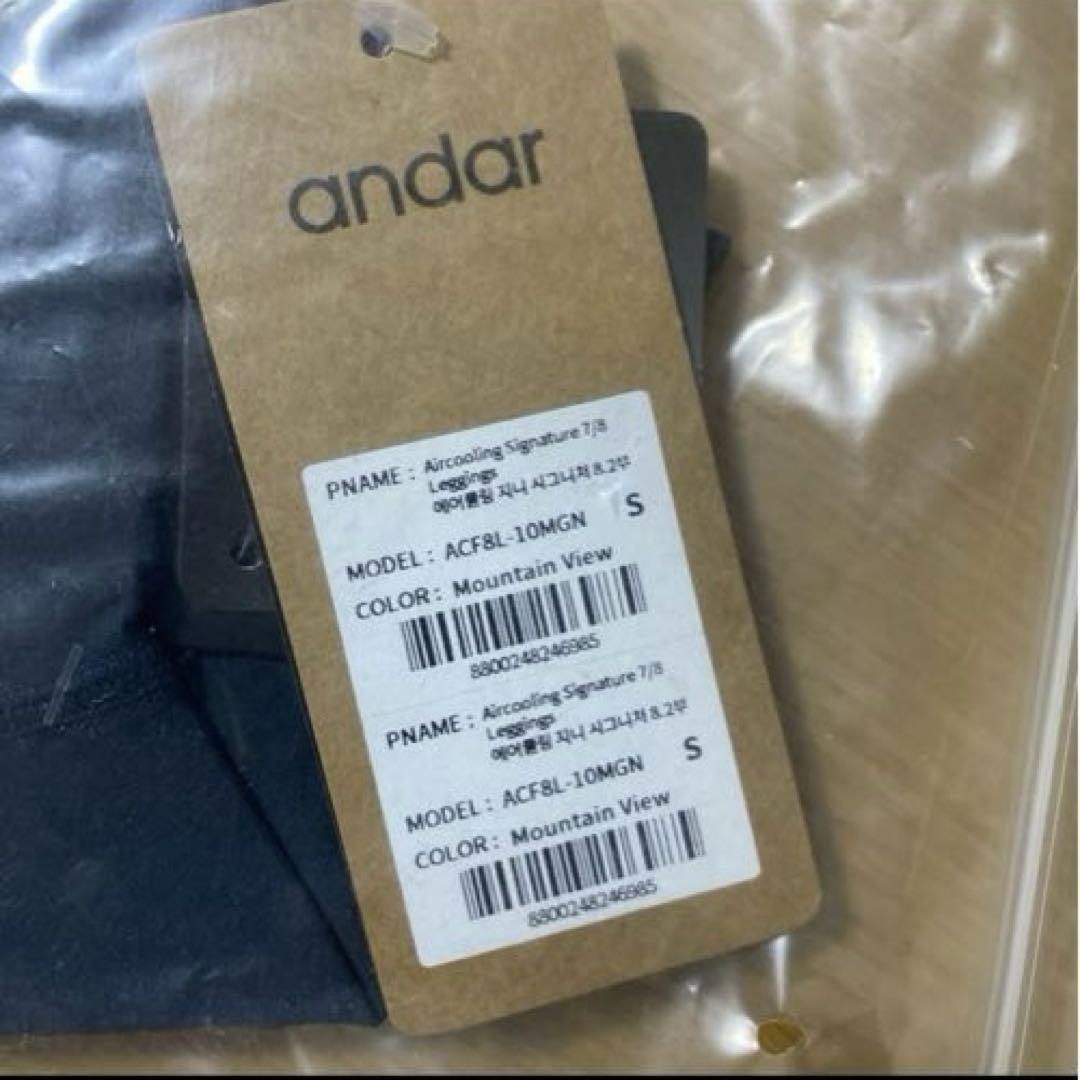 andar
PNAME : Aircooling Signature 7/8
Leggings
에어쿨링 지니 시그니처 8.2부
S
MODEL : ACF8L-10MGN
COLOR : Mountain View
8800248246985
PNAME : Aircooling Signature 7/8
Leggings
에어쿨링 지니 시그니처 8.2부
S
MODEL : ACF8L-10MGN
COLOR : Mountain View
8800248246985